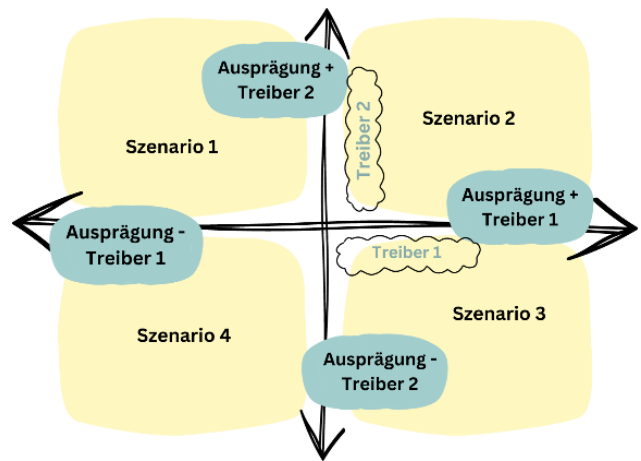 Ausprägung +
Treiber 2
Treiber 2
Szenario 1
Szenario 2
Ausprägung +
Treiber 1
Ausprägung -
Treiber 1
Treiber 1
Szenario 4
Szenario 3
Ausprägung -
Treiber 2